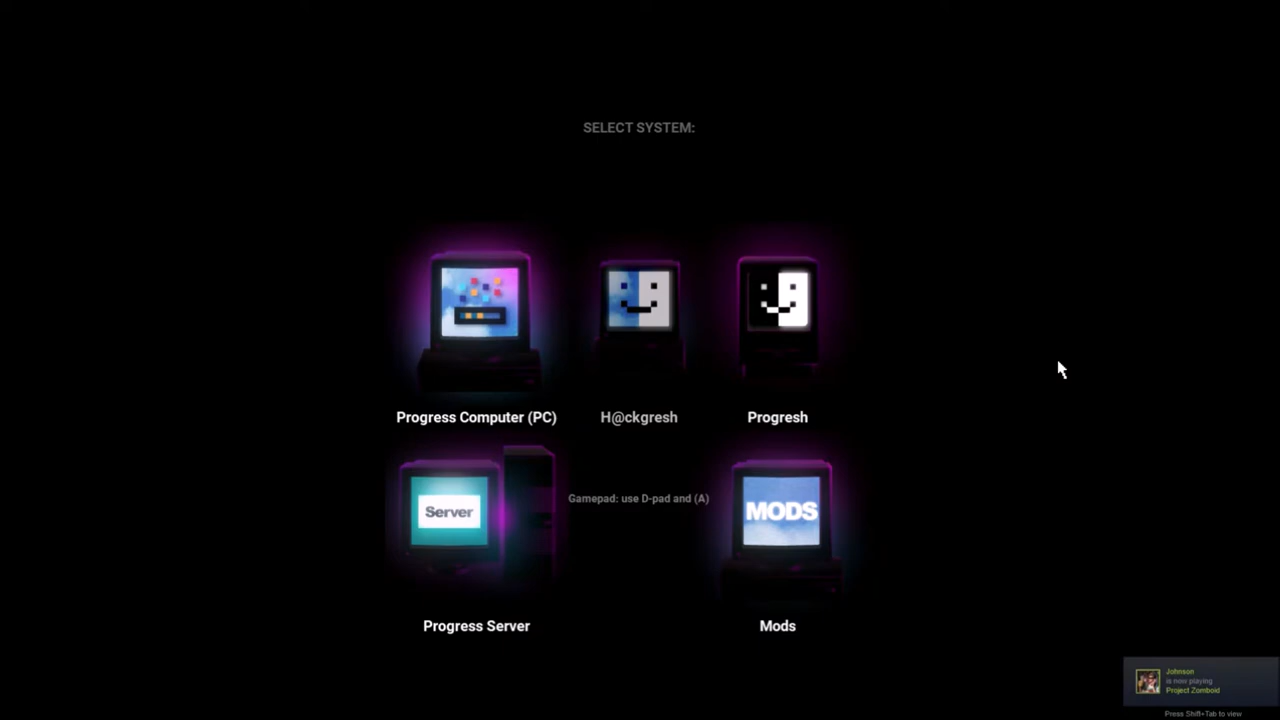 SELECT SYSTEM:
Progress Computer (PC)
H@ckgresh
Progresh
Server
Gamepad: use D-pad and (A)
MODS
Progress Server
Mods
Johnson
is now playing
Project Zomboid
Press Shift+Tab to view